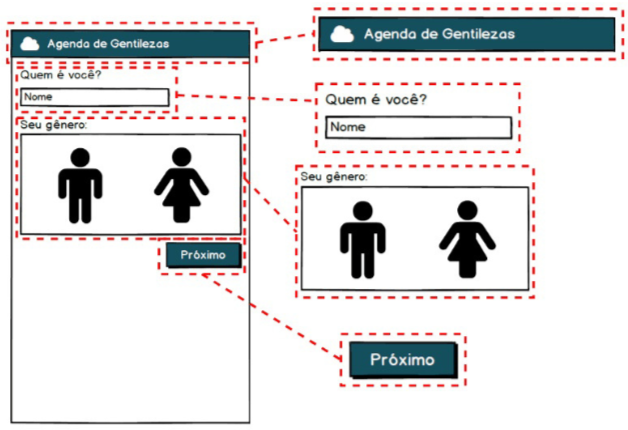 Agenda de Gentilezas
Quem é você?
Nome
Seu gênero:
Próximo
Agenda de Gentilezas
Quem é você?
Nome
Seu gênero:
Próximo